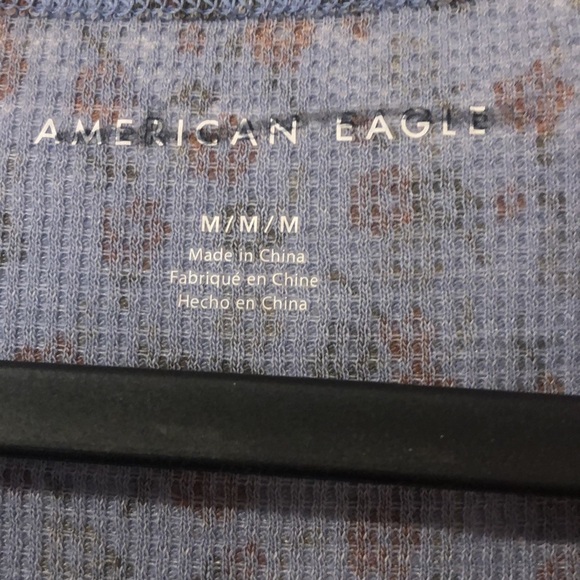 AMERICAN EAGLE
M/M/M
Made in China
Fabriqué en Chine
Hecho en China